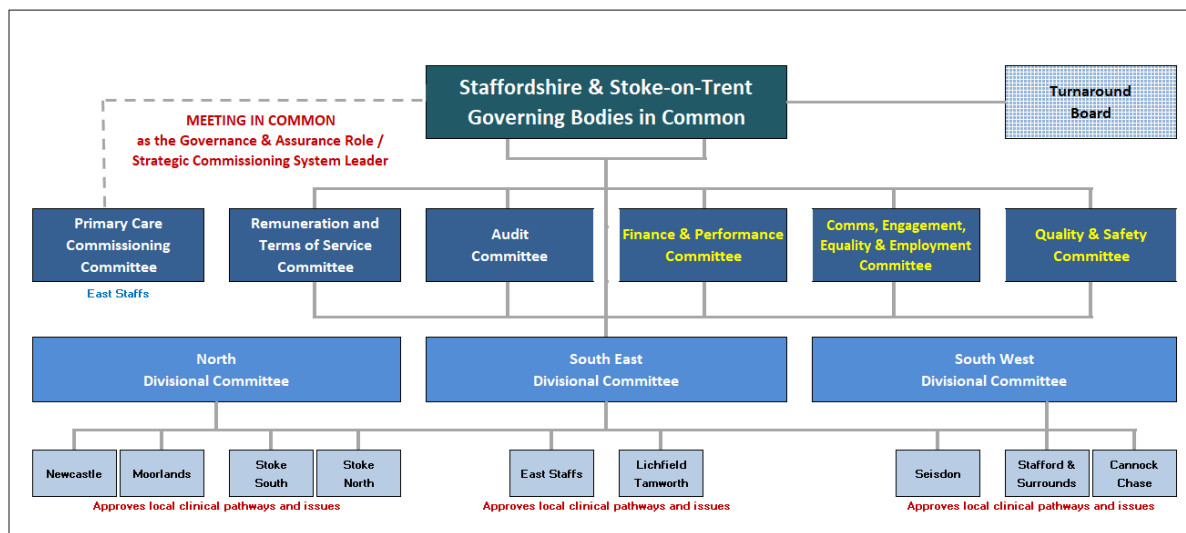 Staffordshire & Stoke-on-Trent
Governing Bodies in Common
Turnaround
Board
MEETING IN COMMON
as the Governance & Assurance Role /
Strategic Commissioning System Leader
Primary Care
Commissioning
Committee
East Staffs
Remuneration and
Terms of Service
Committee
Audit
Committee
Finance & Performance
Committee
Comms, Engagement,
Equality & Employment
Committee
Quality & Safety
Committee
North
Divisional Committee
South East
Divisional Committee
South West
Divisional Committee
Newcastle
Moorlands
Stoke
South
Stoke
North
East Staffs
Lichfield
Tamworth
Seisdon
Stafford &
Surrounds
Cannock
Chase
Approves local clinical pathways and issues
Approves local clinical pathways and issues
Approves local clinical pathways and issues